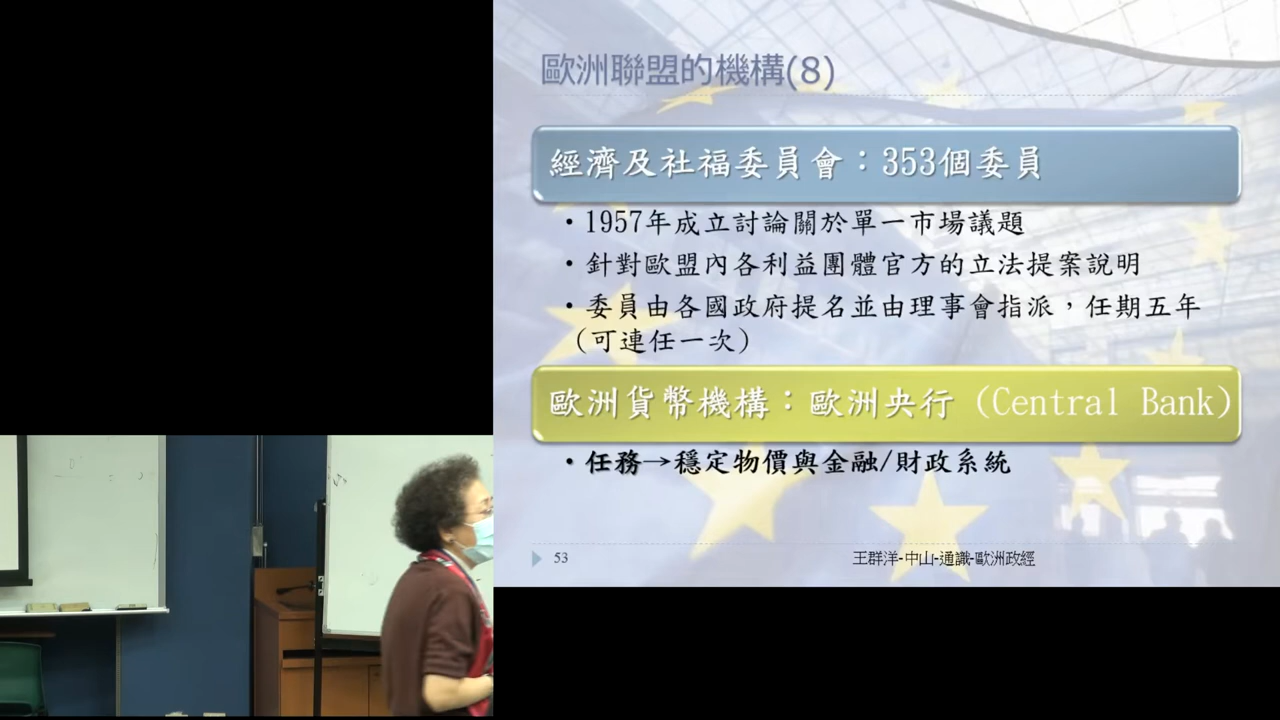 歐洲聯盟的機構(8)
經濟及社福委員會：353個委員
・1957年成立討論關於單一市場議題
・針對歐盟內各利益團體官方的立法提案說明
・委員由各國政府提名並由理事會指派，任期五年
(可連任一次)
歐洲貨幣機構：歐洲央行 (Central Bank)
・任務→穩定物價與金融/財政系統
53
王群洋-中山-通識-歐洲政經